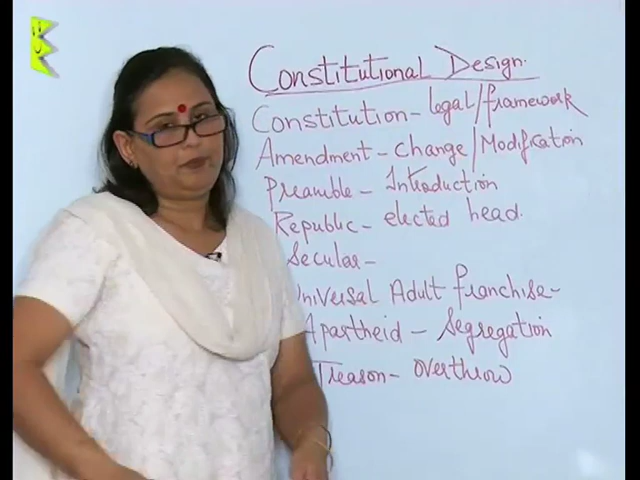 Constitutional Design.
Constitution - legal/framework
Amendment - change/Modification
Preamble - Introduction
Republic - elected head.
Secular -
Universal Adult franchise -
Apartheid - Segregation
Treason - overthrow